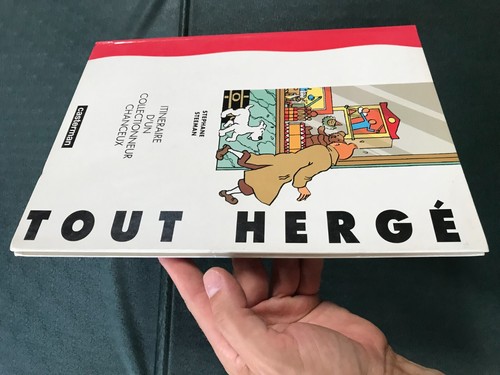 casterman
ITINERAIRE
D'UN
COLLECTIONNEUR
CHANCEUX
STEPHANE
STEEMAN
TOUT HERGÉ